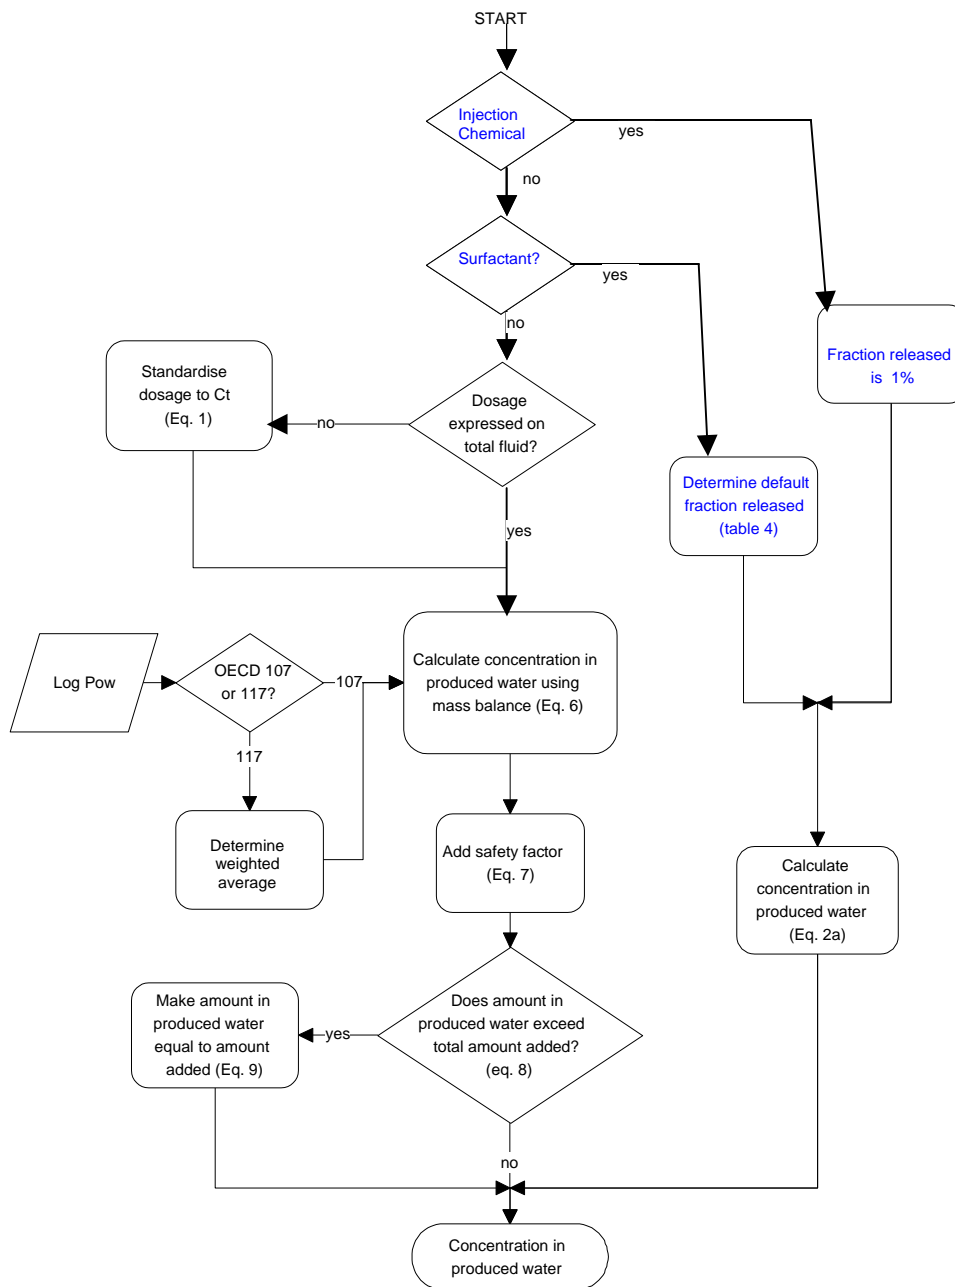 START
Injection
Chemical
yes
no
Surfactant?
yes
no
Fraction released
is 1%
Standardise
dosage to Ct
(Eq. 1)
no
Dosage
expressed on
total fluid?
yes
Determine default
fraction released
(table 4)
Log Pow
OECD 107
or 117?
107
117
Calculate concentration in
produced water using
mass balance (Eq. 6)
Determine
weighted
average
Add safety factor
(Eq. 7)
Calculate
concentration in
produced water
(Eq. 2a)
Make amount in
produced water
equal to amount
added (Eq. 9)
yes
Does amount in
produced water exceed
total amount added?
(eq. 8)
no
Concentration in
produced water